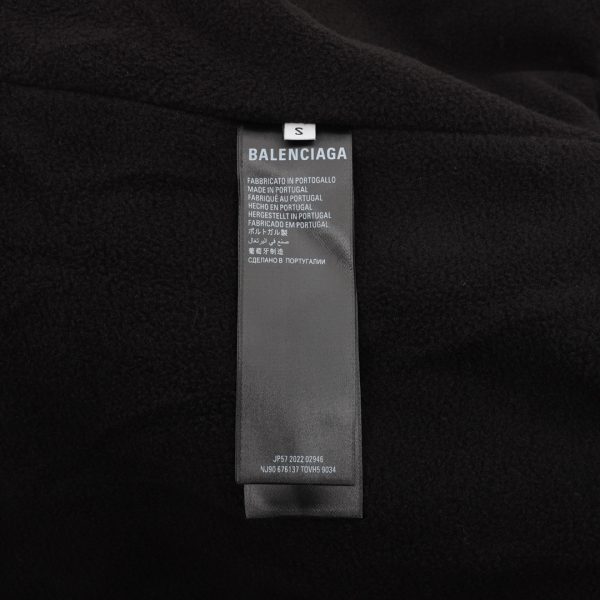 S
BALENCIAGA
FABBRICATO IN PORTOGALLO
MADE IN PORTUGAL
FABRIQUÉ AU PORTUGAL
HECHO EN PORTUGAL
HERGESTELLT IN PORTUGAL
FABRICADO EM PORTUGAL
ポルトガル製
صنع في البرتغال
葡萄牙制造
СДЕЛАНО В ПОРТУГАЛИИ
JP57 2022 02946
NJ90 676137 TOVH5 9034